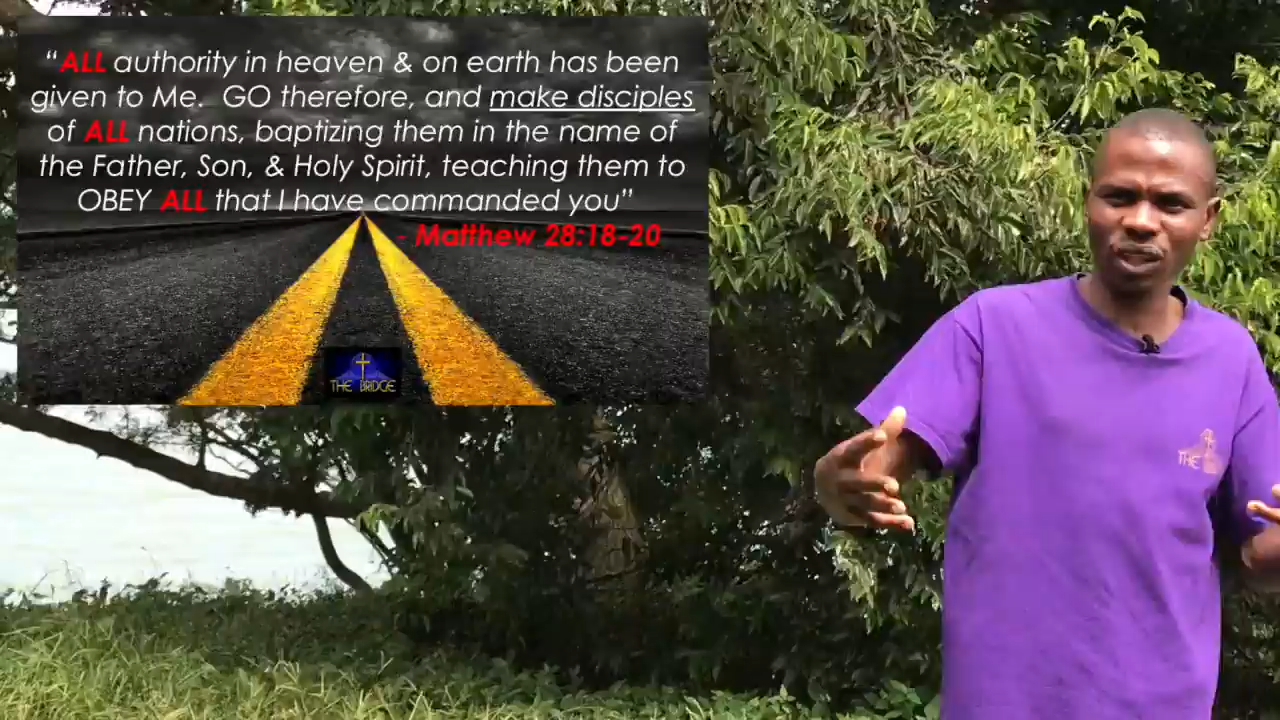 “ALL authority in heaven & on earth has been
given to Me. GO therefore, and make disciples
of ALL nations, baptizing them in the name of
the Father, Son, & Holy Spirit, teaching them to
OBEY ALL that I have commanded you”
- Matthew 28:18-20
THE BRIDGE
THE